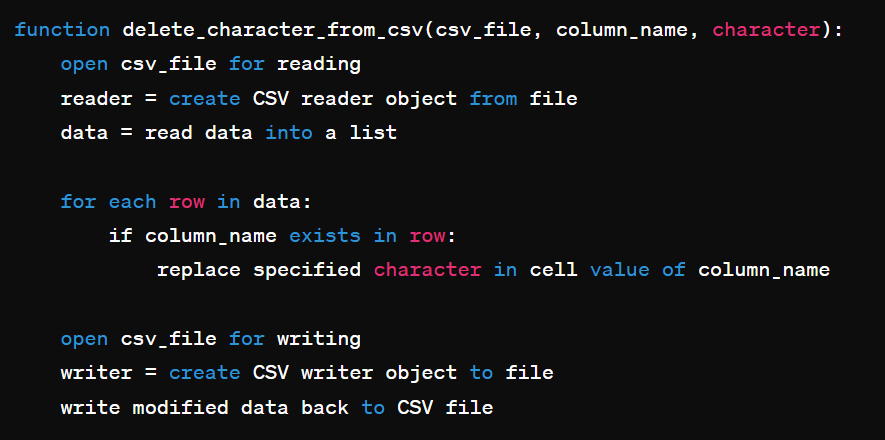 function delete_character_from_csv(csv_file, column_name, character):
open csv_file for reading
reader = create CSV reader object from file
data = read data into a list
for each row in data:
if column_name exists in row:
replace specified character in cell value of column_name
open csv_file for writing
writer = create CSV writer object to file
write modified data back to CSV file